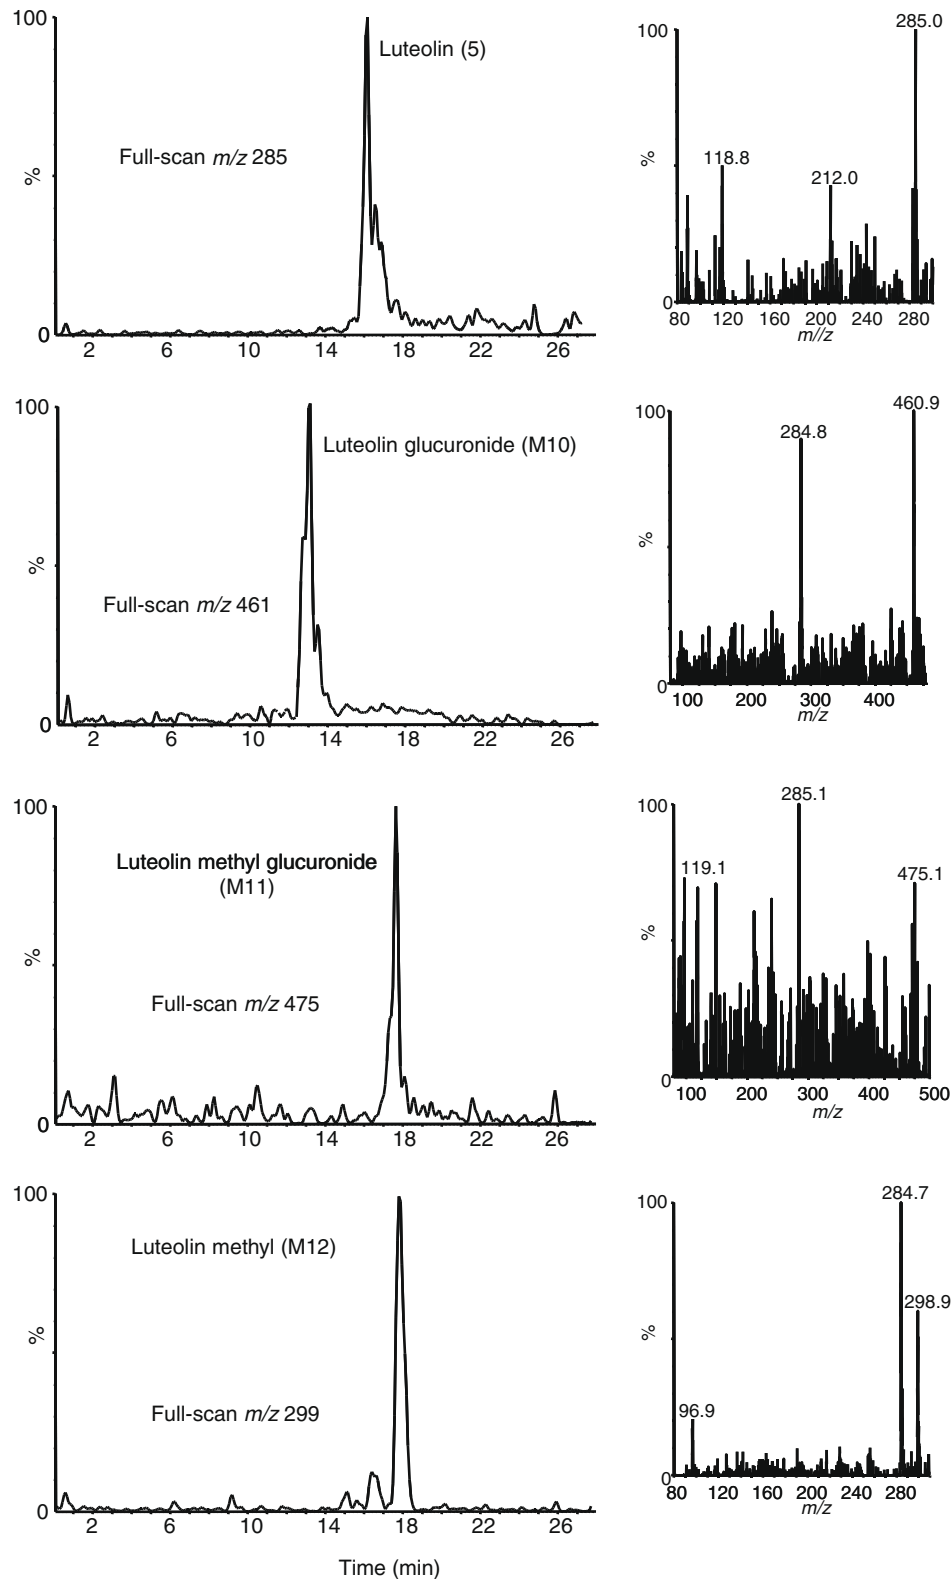 100
Luteolin (5)
Full-scan m/z 285
%
0
2 6 10 14 18 22 26
285.0
100
118.8
%
212.0
0
80 120 160 200 240 280
m//z
100
Luteolin glucuronide (M10)
%
Full-scan m/z 461
0
2 6 10 14 18 22 26
460.9
100
284.8
%
0
100 200 300 400
m/z
100
Luteolin methyl glucuronide
(M11)
%
Full-scan m/z 475
0
2 6 10 14 18 22 26
285.1
100
119.1
475.1
%
0
100 200 300 400 500
m/z
100
Luteolin methyl (M12)
%
Full-scan m/z 299
0
2 6 10 14 18 22 26
Time (min)
284.7
100
298.9
%
96.9
0
80 120 160 200 240 280
m/z